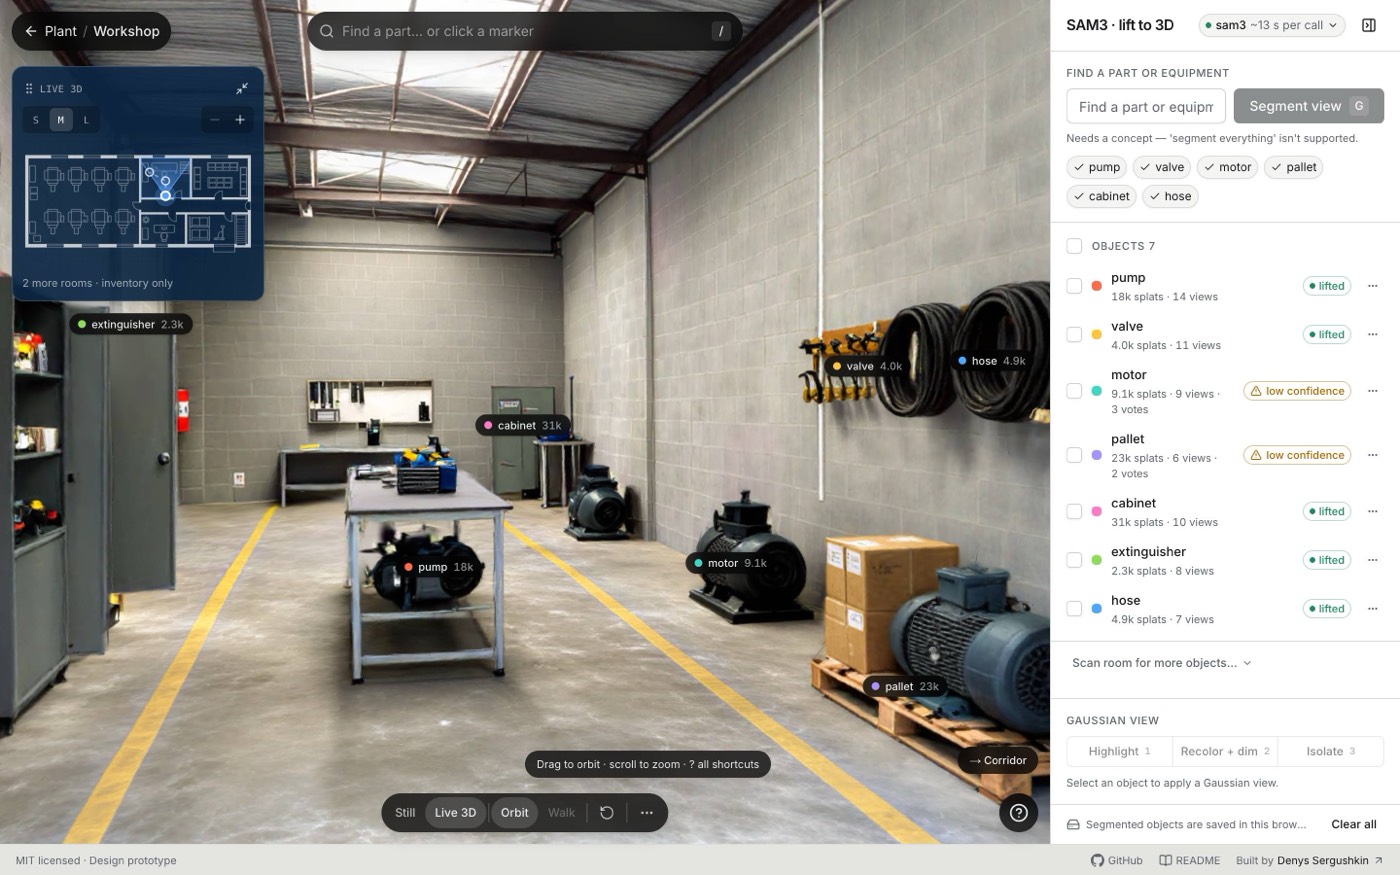 Plant / Workshop
Find a part... or click a marker
/
LIVE 3D
S M L
2 more rooms · inventory only
extinguisher 2.3k
valve 4.0k
hose 4.9k
cabinet 31k
pump 18k
motor 9.1k
pallet 23k
Drag to orbit · scroll to zoom · ? all shortcuts
→ Corridor
Still Live 3D Orbit Walk
SAM3 · lift to 3D
sam3 ~13 s per call
FIND A PART OR EQUIPMENT
Find a part or equipm
Segment view G
Needs a concept — 'segment everything' isn't supported.
pump valve motor pallet
cabinet hose
OBJECTS 7
pump
18k splats · 14 views
lifted
valve
4.0k splats · 11 views
lifted
motor
9.1k splats · 9 views ·
3 votes
low confidence
pallet
23k splats · 6 views ·
2 votes
low confidence
cabinet
31k splats · 10 views
lifted
extinguisher
2.3k splats · 8 views
lifted
hose
4.9k splats · 7 views
lifted
Scan room for more objects...
GAUSSIAN VIEW
Highlight 1 Recolor + dim 2 Isolate 3
Select an object to apply a Gaussian view.
Segmented objects are saved in this brow...
Clear all
MIT licensed · Design prototype
GitHub README Built by Denys Sergushkin